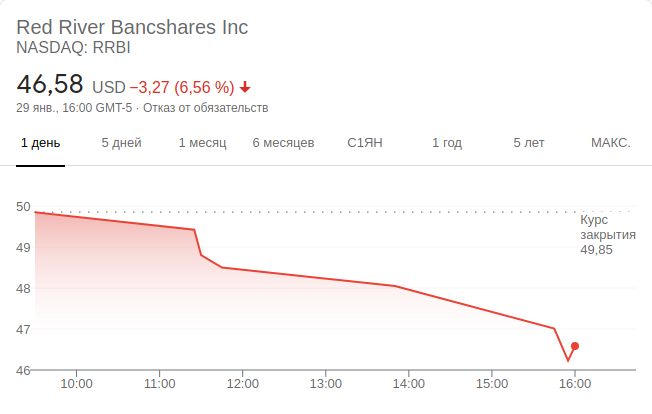 Red River Bancshares Inc
NASDAQ: RRBI
46,58 USD −3,27 (6,56 %)
29 янв., 16:00 GMT-5 · Отказ от обязательств
1 день 5 дней 1 месяц 6 месяцев С1ЯН 1 год 5 лет МАКС.
50
Курс
закрытия
49,85
49
48
47
46
10:00 11:00 12:00 13:00 14:00 15:00 16:00